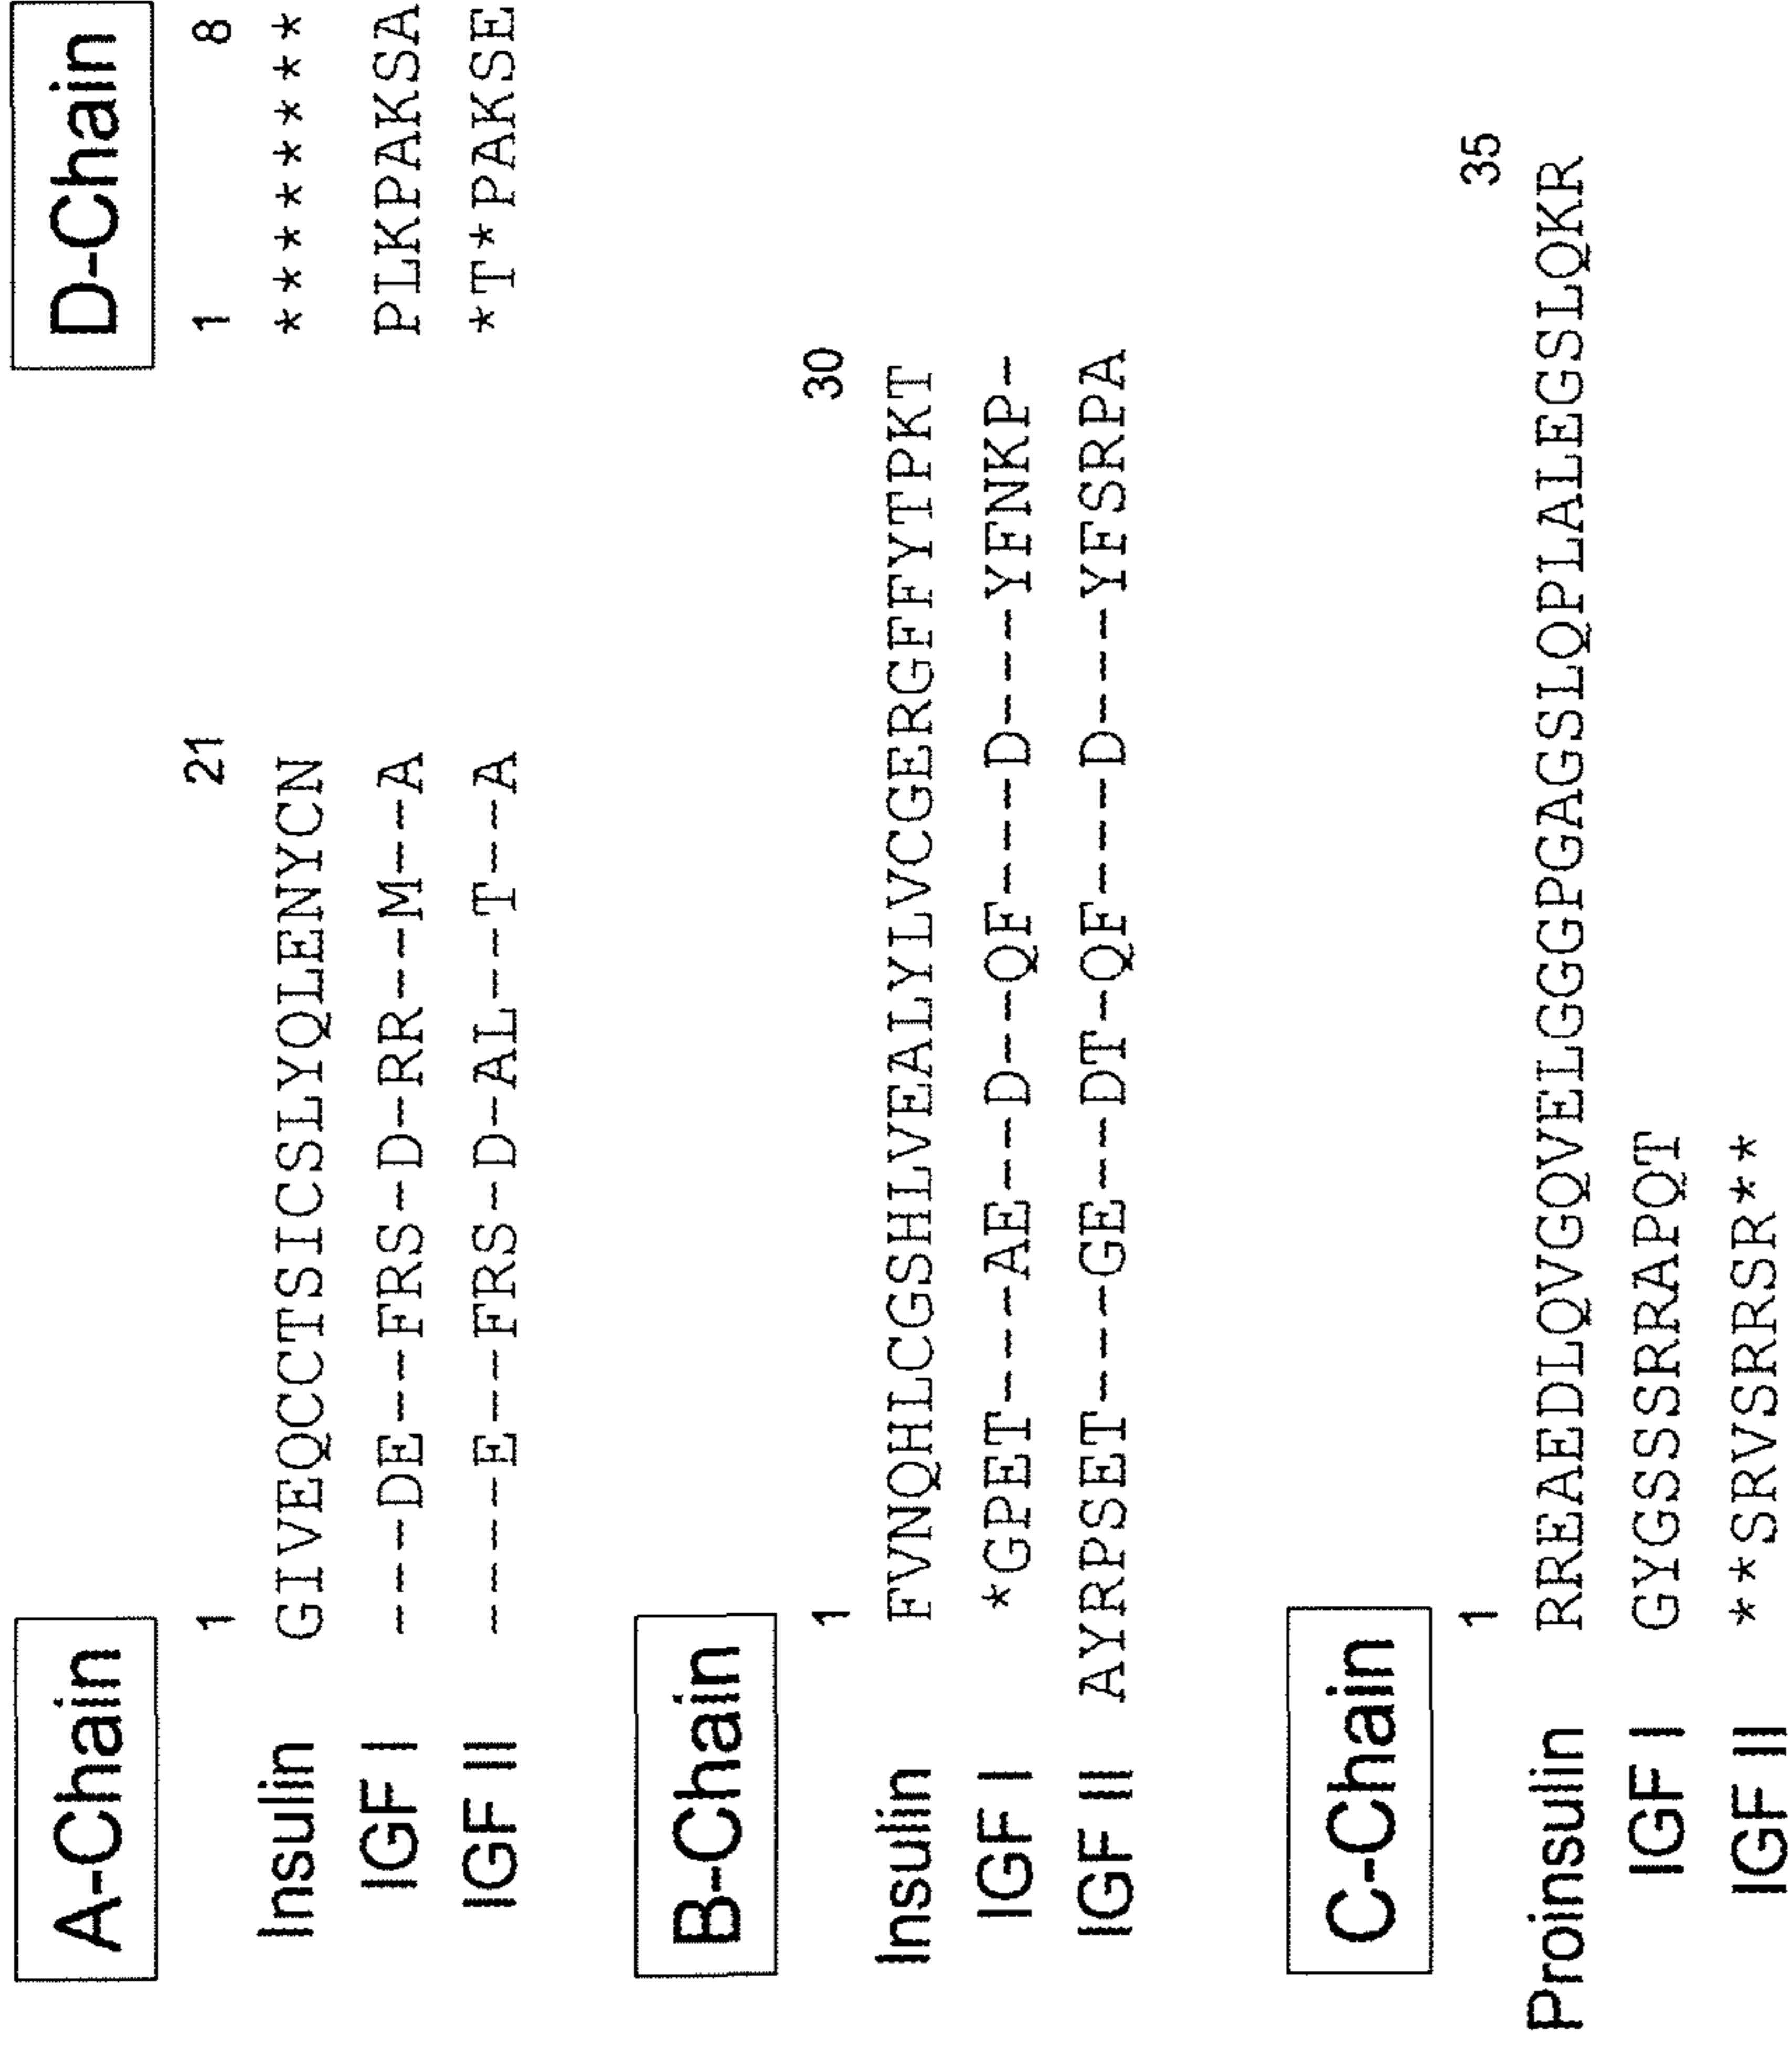 A-Chain
D-Chain
1 21 1 8
Insulin GIVEQCCTSICSLYQLENYCN ********
IGF I ---DE--FRS-D-RR--M--A PLKPAKSA
IGF II ----E--FRS-D-AL--T--A *T*PAKSE
B-Chain
1 30
Insulin FVNQHLCGSHLVEALYLVCGERGFFYTPKT
IGF I *GPET---AE--D--QF---D---YFNKP-
IGF II AYRPSET---GE--DT-QF---D---YFSRPA
C-Chain
1 35
Proinsulin RREAEDLQVGQVELGGGPGAGSLQPLALEGSLQKR
IGF I GYGSSSRRAPQT
IGF II **SRVSRRSR**